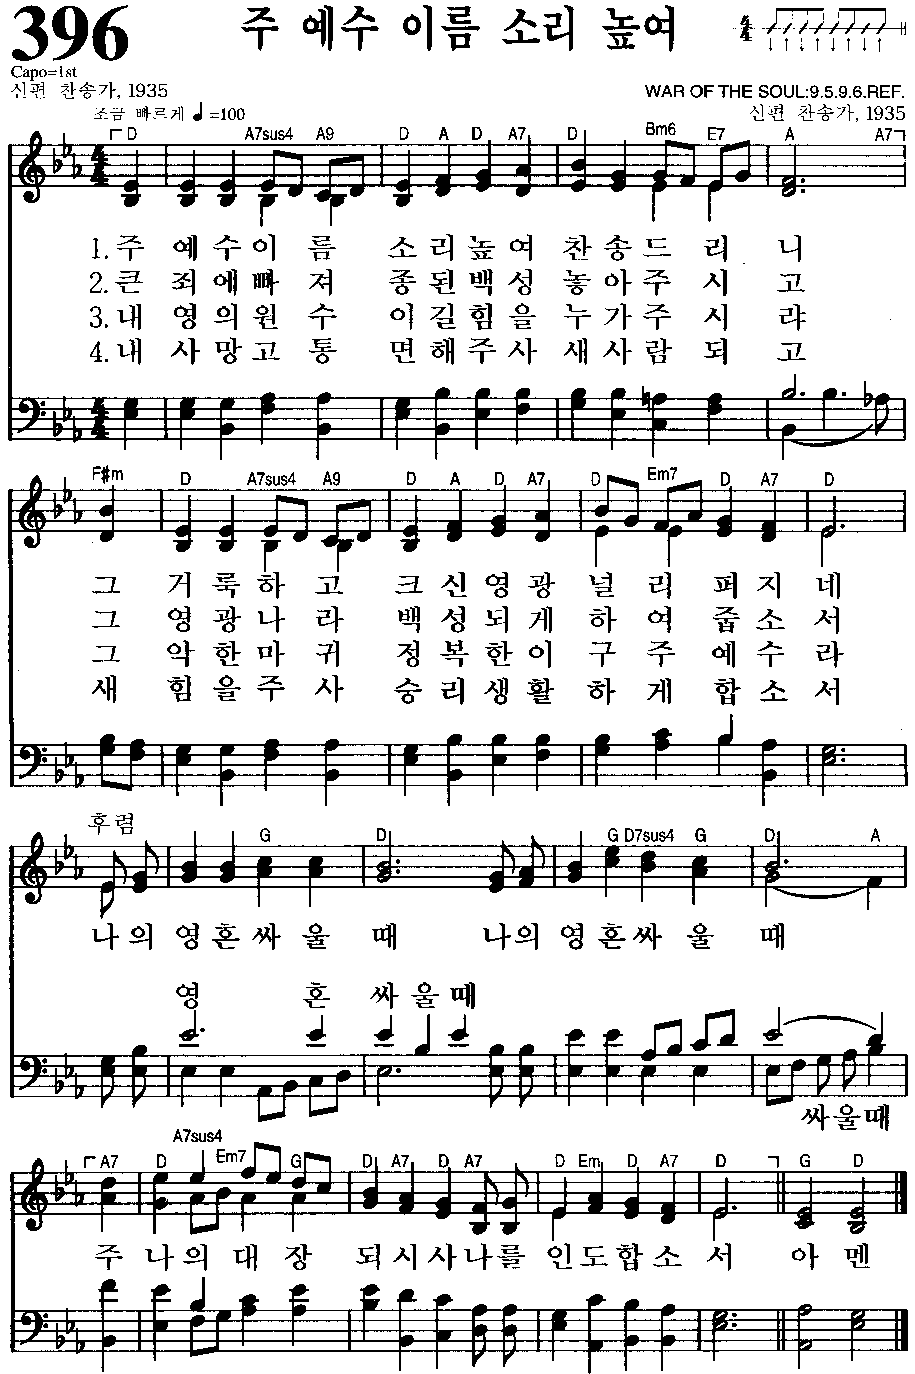 396 주 예수 이름 소리 높여 4/4
Capo=1st
신편 찬송가, 1935 WAR OF THE SOUL:9.5.9.6.REF.
조금 빠르게 ♩=100 신편 찬송가, 1935
D A7sus4 A9 D A D A7 D Bm6 E7 A A7
1.주 예수이름 소리높여 찬송드리니
2.큰 죄에빠져 종된백성 놓아주시고
3.내 영의원수 이길힘을 누가주시랴
4.내 사망고통 면해주사 새사람되고
F#m D A7sus4 A9 D A D A7 D Em7 D A7 D
그 거룩하고 크신영광 널리 퍼지네
그 영광나라 백성되게 하여 줍소서
그 악한마귀 정복한이 구주 예수라
새 힘을주사 승리생활 하게 합소서
후렴
G D G D7sus4 G D A
나의 영혼싸울때 나의 영혼싸울때
영혼 싸울때
싸울때
A7 D A7sus4 Em7 G D A7 D A7 D Em D A7 D G D
주 나의대장 되시사나를 인도합소서 아멘